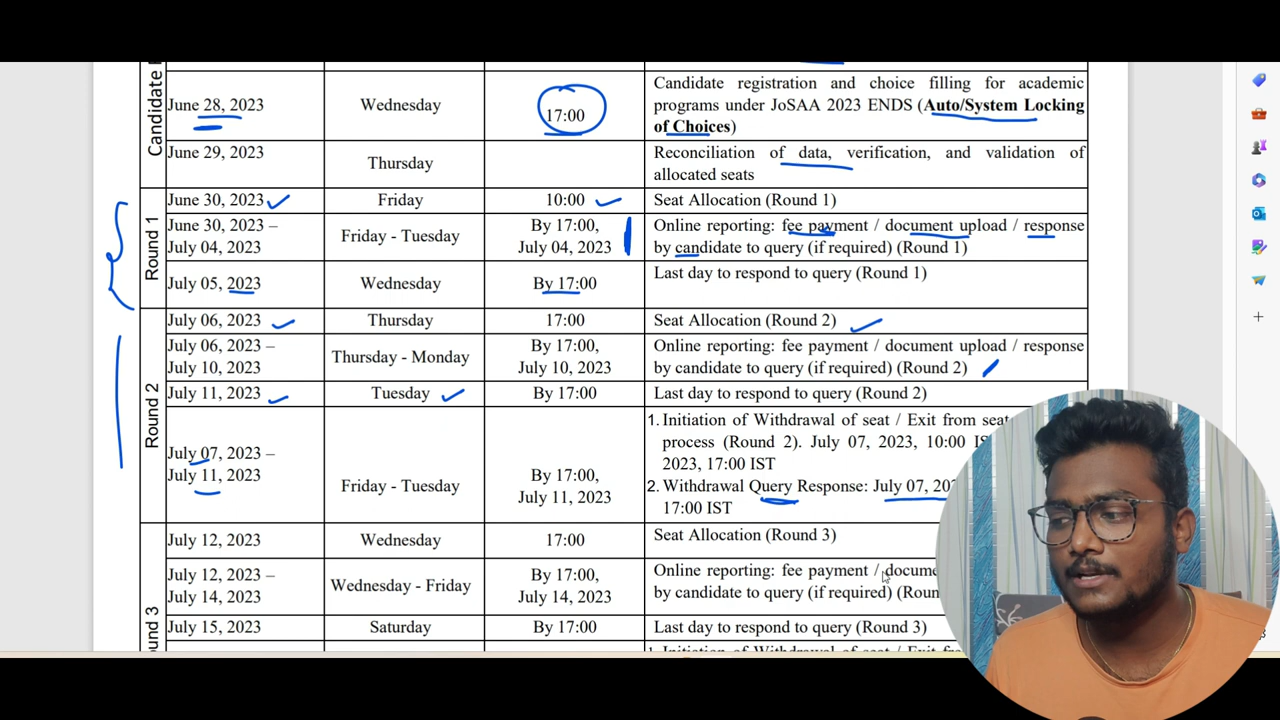 Candidate
June 28, 2023
Wednesday
17:00
Candidate registration and choice filling for academic
programs under JoSAA 2023 ENDS (Auto/System Locking
of Choices)
June 29, 2023
Thursday
Reconciliation of data, verification, and validation of
allocated seats
Round 1
June 30, 2023
Friday
10:00
Seat Allocation (Round 1)
June 30, 2023 –
July 04, 2023
Friday - Tuesday
By 17:00,
July 04, 2023
Online reporting: fee payment / document upload / response
by candidate to query (if required) (Round 1)
July 05, 2023
Wednesday
By 17:00
Last day to respond to query (Round 1)
Round 2
July 06, 2023
Thursday
17:00
Seat Allocation (Round 2)
July 06, 2023 –
July 10, 2023
Thursday - Monday
By 17:00,
July 10, 2023
Online reporting: fee payment / document upload / response
by candidate to query (if required) (Round 2)
July 11, 2023
Tuesday
By 17:00
Last day to respond to query (Round 2)
July 07, 2023 –
July 11, 2023
Friday - Tuesday
By 17:00,
July 11, 2023
1. Initiation of Withdrawal of seat / Exit from
process (Round 2). July 07, 2023, 10:00
2023, 17:00 IST
2. Withdrawal Query Response: July 07,
17:00 IST
3
July 12, 2023
Wednesday
17:00
Seat Allocation (Round 3)
July 12, 2023 –
July 14, 2023
Wednesday - Friday
By 17:00,
July 14, 2023
Online reporting: fee payment /
by candidate to query (if required)
July 15, 2023
Saturday
By 17:00
Last day to respond to query (Round 3)